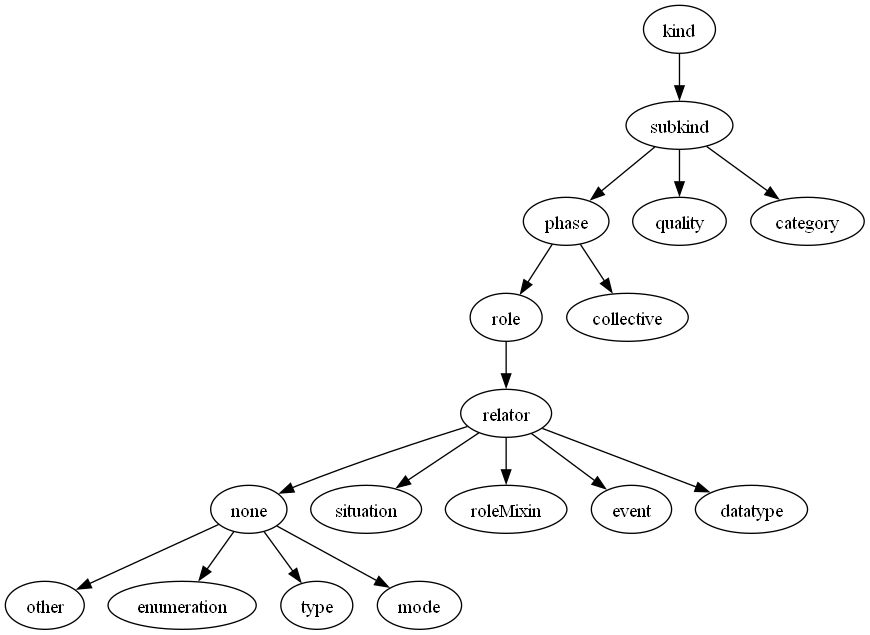 kind
subkind
phase
quality
category
role
collective
relator
none
situation
roleMixin
event
datatype
other
enumeration
type
mode